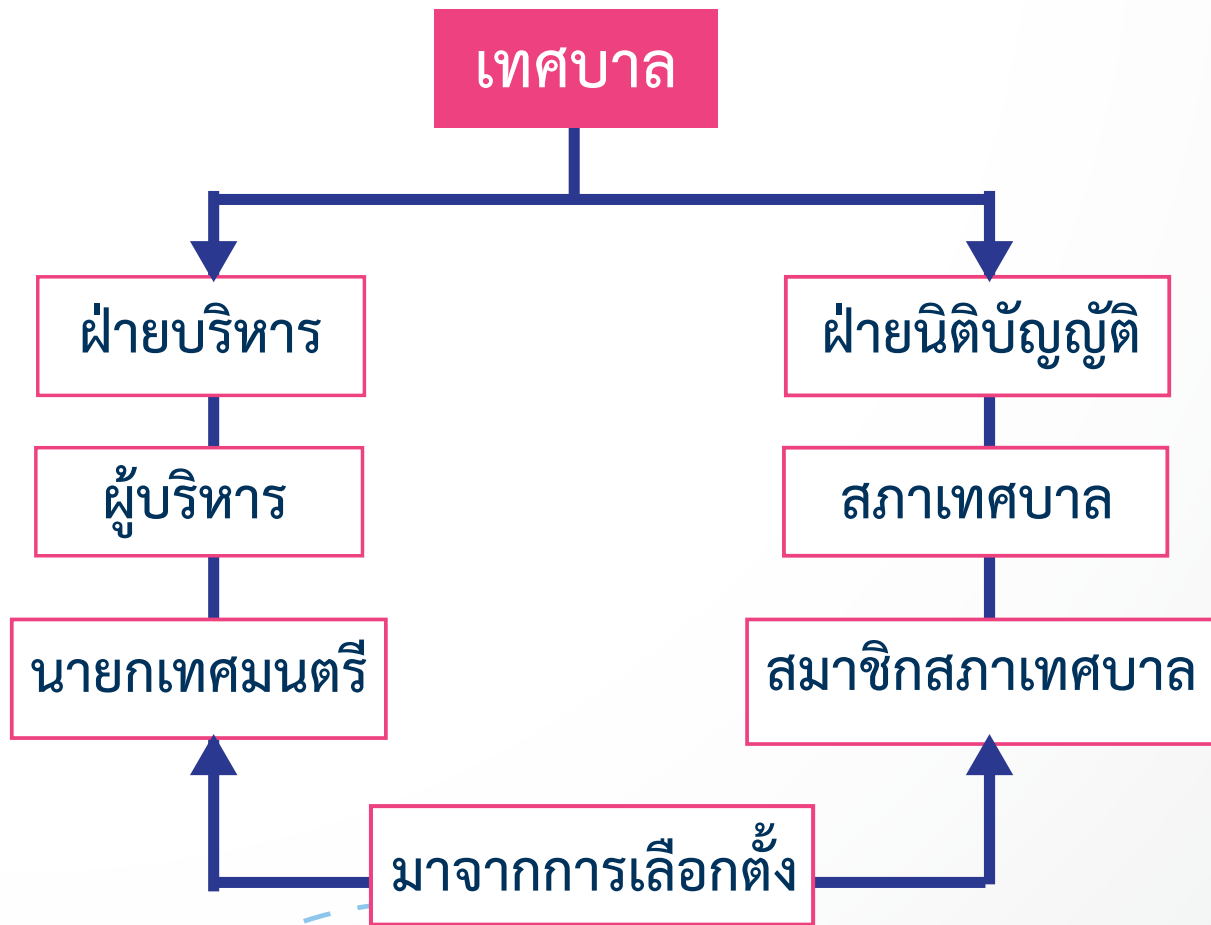 เทศบาล
ฝ่ายบริหาร
ฝ่ายนิติบัญญัติ
ผู้บริหาร
สภาเทศบาล
นายกเทศมนตรี
สมาชิกสภาเทศบาล
มาจากการเลือกตั้ง